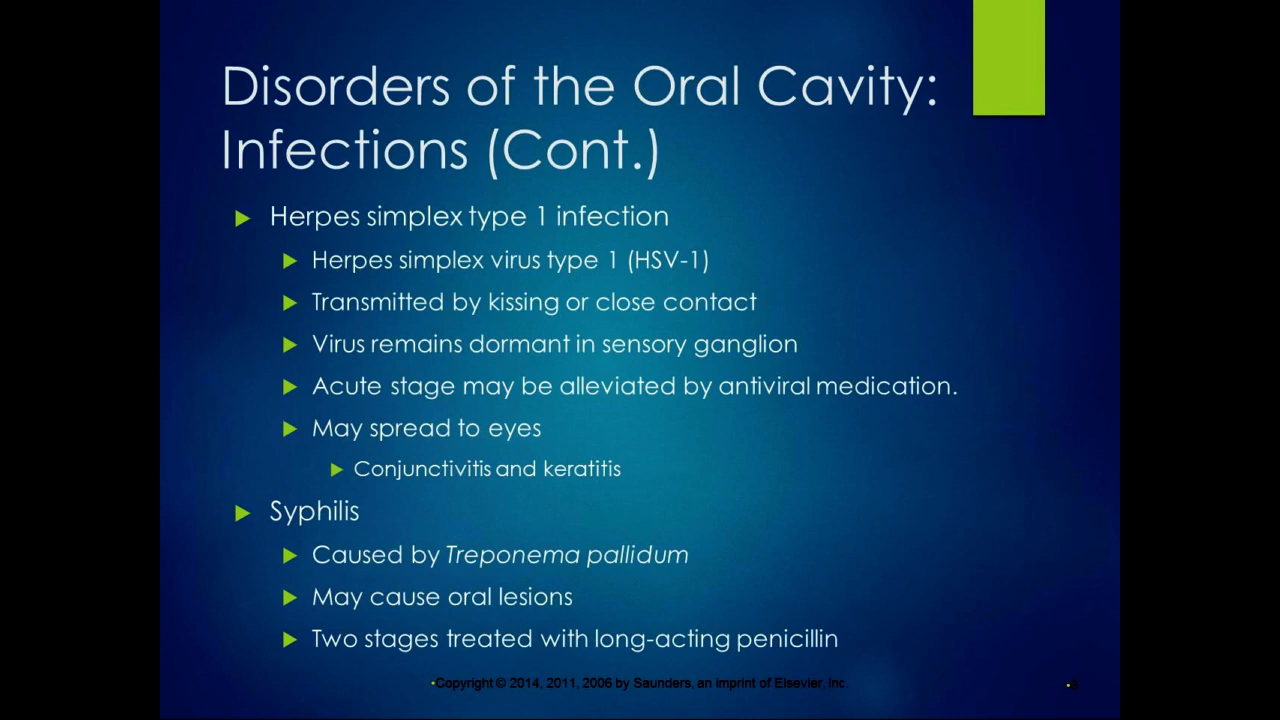 Disorders of the Oral Cavity:
Infections (Cont.)
Herpes simplex type 1 infection
Herpes simplex virus type 1 (HSV-1)
Transmitted by kissing or close contact
Virus remains dormant in sensory ganglion
Acute stage may be alleviated by antiviral medication.
May spread to eyes
Conjunctivitis and keratitis
Syphilis
Caused by Treponema pallidum
May cause oral lesions
Two stages treated with long-acting penicillin
•Copyright © 2014, 2011, 2006 by Saunders, an imprint of Elsevier, Inc.